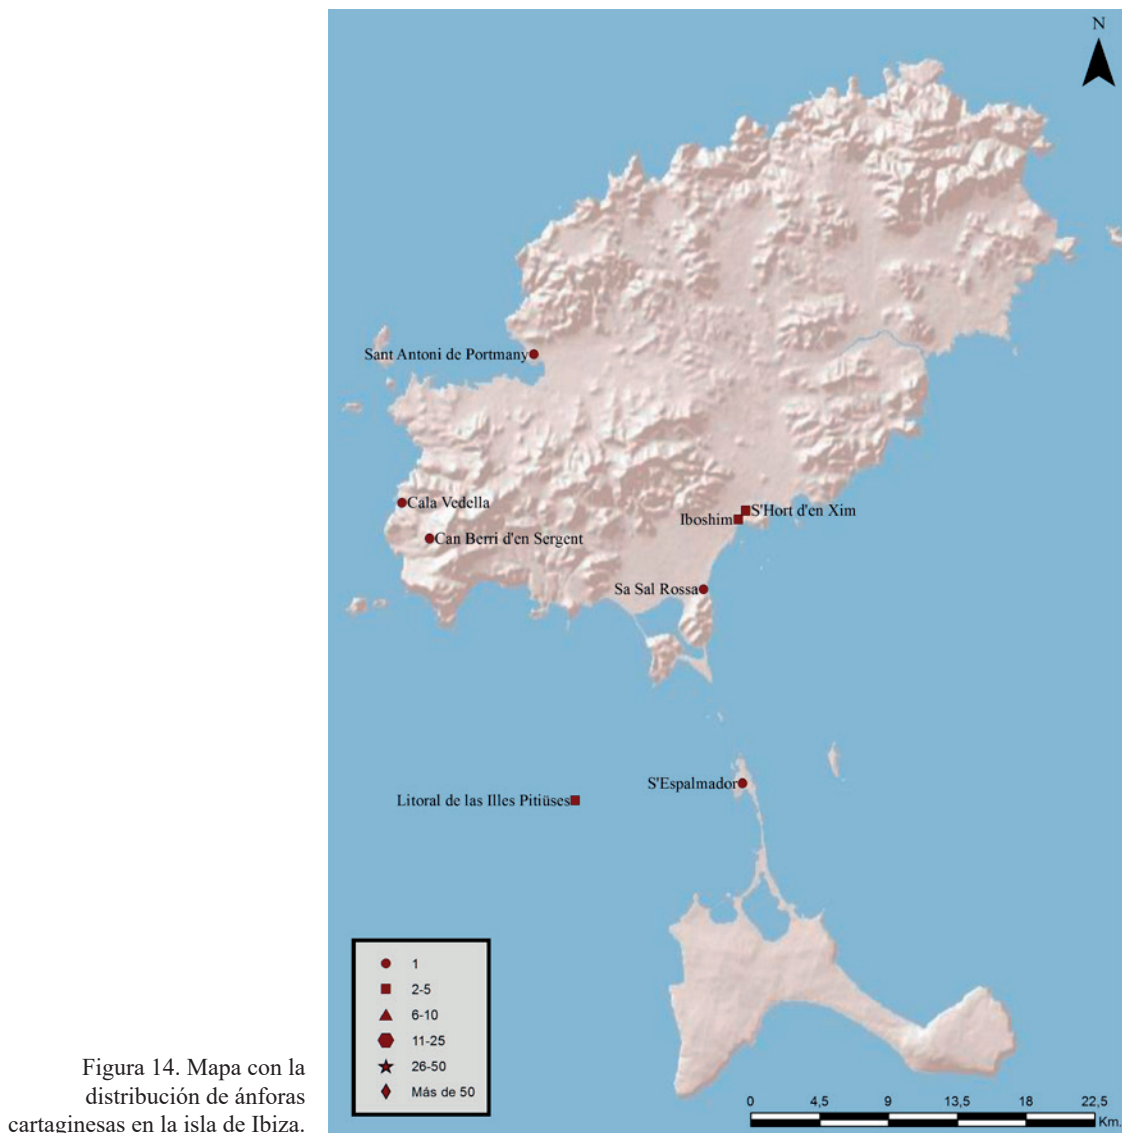 N
Sant Antoni de Portmany
Cala Vedella
S'Hort d'en Xim
Iboshim
Can Berri d'en Sergent
Sa Sal Rossa
S'Espalmador
Litoral de las Illes Pitiüses
1
2-5
6-10
11-25
26-50
Más de 50
0 4,5 9 13,5 18 22,5
Km.
Figura 14. Mapa con la
distribución de ánforas
cartaginesas en la isla de Ibiza.